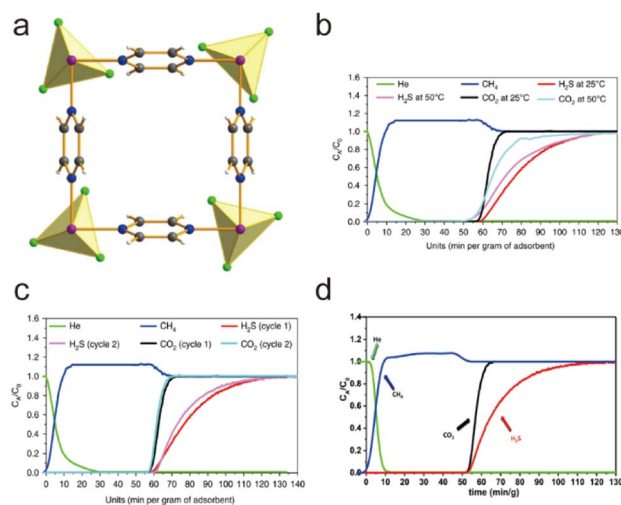 a
b
He
CH₄
H₂S at 25°C
H₂S at 50°C
CO₂ at 25°C
CO₂ at 50°C
1.6
1.4
1.2
1.0
0.8
0.6
0.4
0.2
0.0
Cₐ/C₀
0 10 20 30 40 50 60 70 80 90 100 110 120 130
Units (min per gram of adsorbent)
c
He
CH₄
H₂S (cycle 1)
H₂S (cycle 2)
CO₂ (cycle 1)
CO₂ (cycle 2)
1.6
1.4
1.2
1.0
0.8
0.6
0.4
0.2
0.0
Cₐ/C₀
0 20 40 60 80 100 120 140
Units (min per gram of adsorbent)
d
He
CH₄
CO₂
H₂S
1.4
1.2
1.0
0.8
0.6
0.4
0.2
0.0
Cₐ/C₀
0 10 20 30 40 50 60 70 80 90 100 110 120 130
time (min/g)